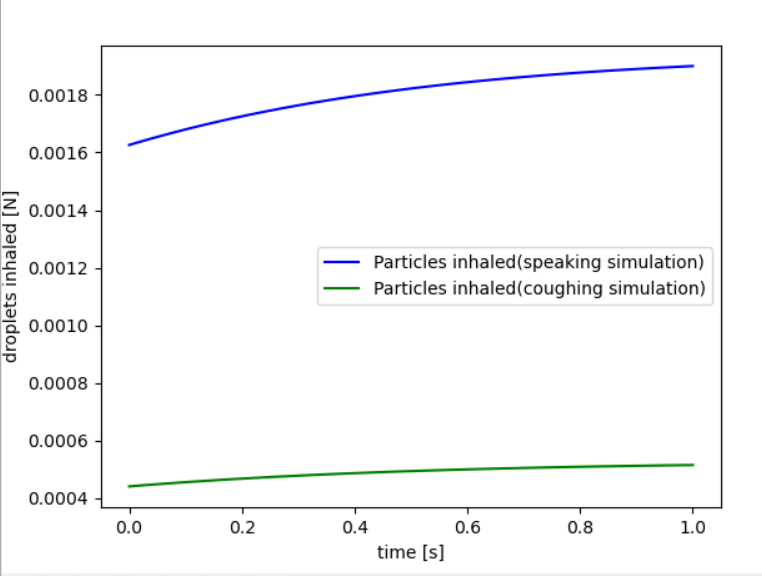 0.0018
0.0016
0.0014
0.0012
0.0010
0.0008
0.0006
0.0004
droplets inhaled [N]
Particles inhaled(speaking simulation)
Particles inhaled(coughing simulation)
0.0 0.2 0.4 0.6 0.8 1.0
time [s]